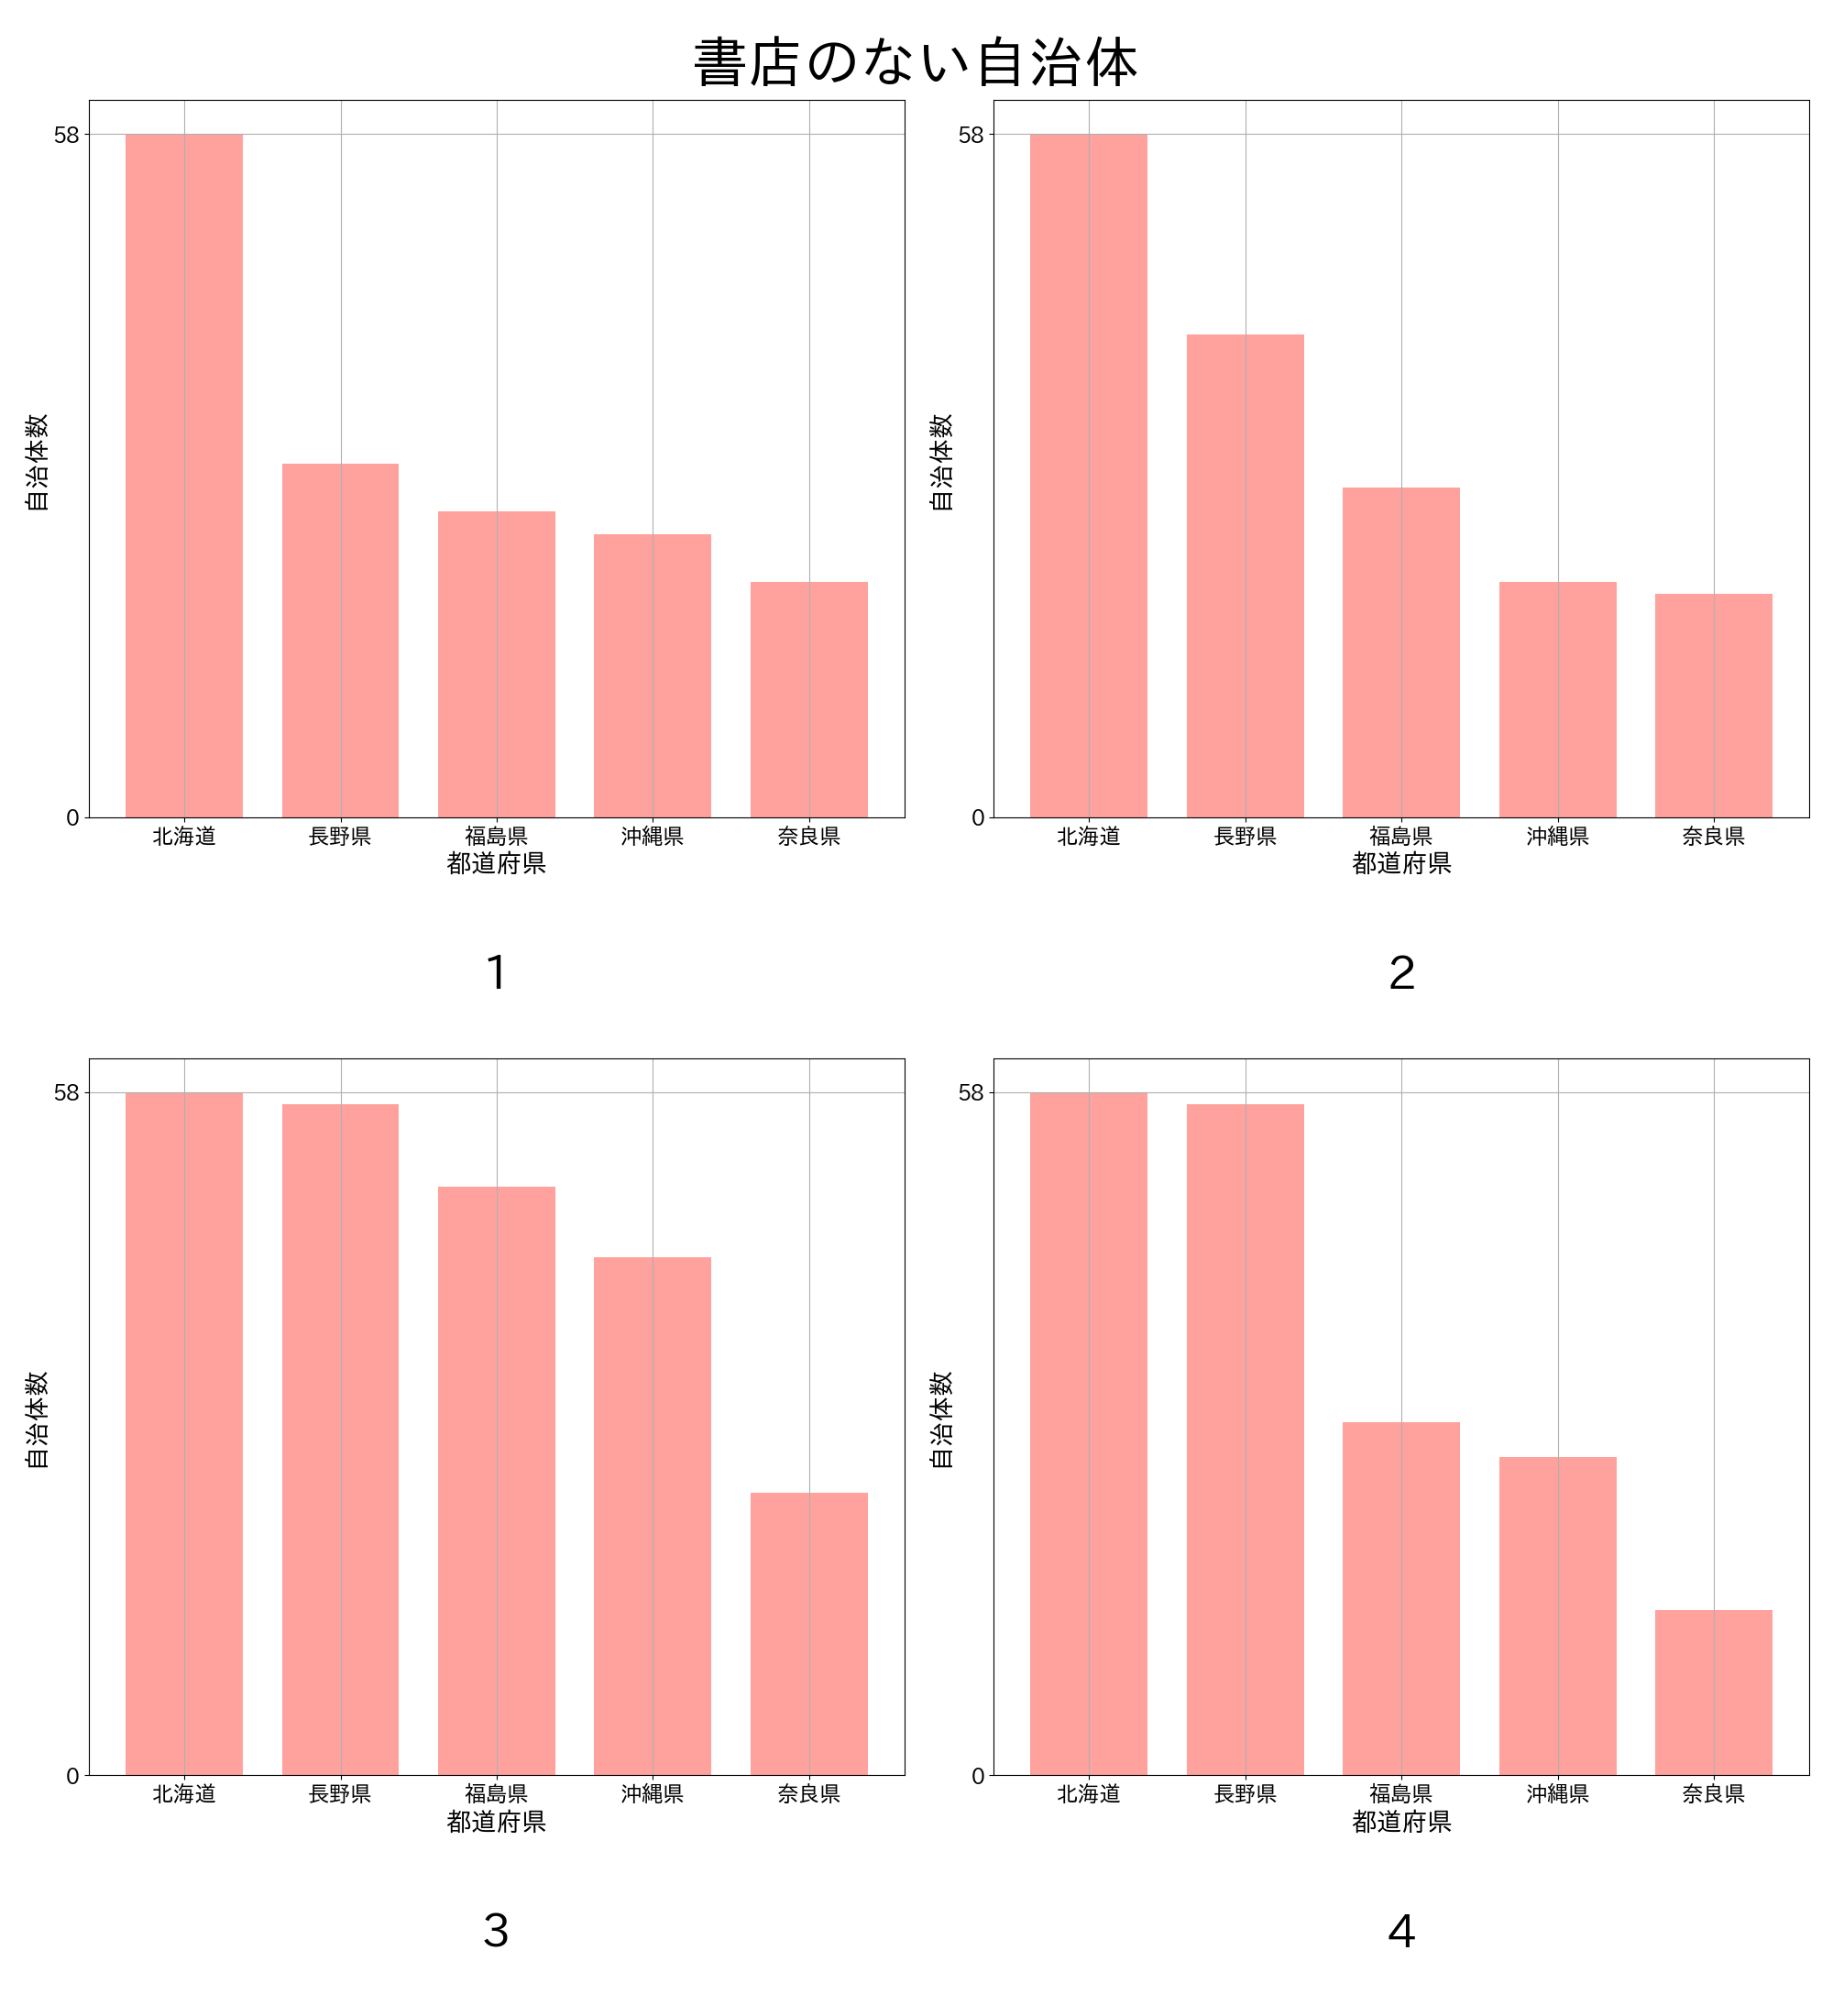 書店のない自治体
58
0
自治体数
北海道 長野県 福島県 沖縄県 奈良県
都道府県
1
58
0
自治体数
北海道 長野県 福島県 沖縄県 奈良県
都道府県
2
58
0
自治体数
北海道 長野県 福島県 沖縄県 奈良県
都道府県
3
58
0
自治体数
北海道 長野県 福島県 沖縄県 奈良県
都道府県
4